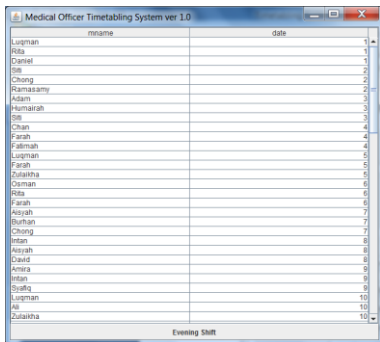 Medical Officer Timetabling System ver 1.0
mname date
Luqman 1
Rita 1
Daniel 1
Siti 2
Chong 2
Ramasamy 2
Adam 3
Humairah 3
Siti 3
Chan 4
Farah 4
Fatimah 4
Luqman 5
Farah 5
Zulaikha 5
Osman 6
Rita 6
Farah 6
Aisyah 7
Burhan 7
Chong 7
Intan 8
Aisyah 8
David 8
Amira 9
Intan 9
Syafiq 9
Luqman 10
Ali 10
Zulaikha 10
Evening Shift